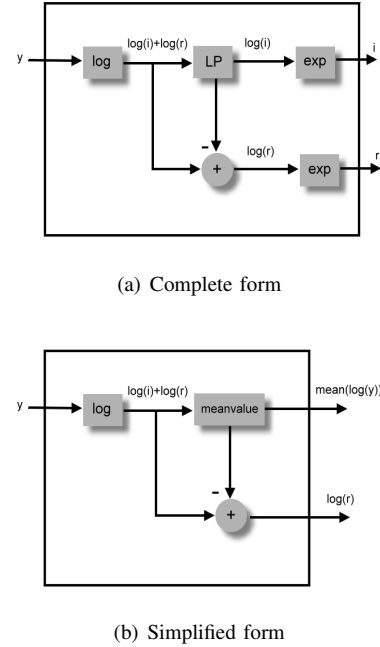 log(i)+log(r) log(i) i
y log LP exp
- log(r) r
+ exp
(a) Complete form
log(i)+log(r) mean(log(y))
y log meanvalue
- log(r)
+
(b) Simplified form